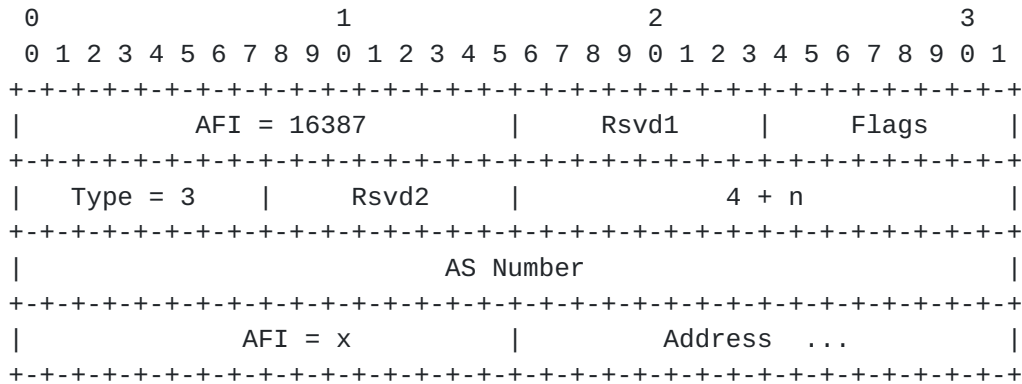 0                   1                   2                   3
 0 1 2 3 4 5 6 7 8 9 0 1 2 3 4 5 6 7 8 9 0 1 2 3 4 5 6 7 8 9 0 1
+-+-+-+-+-+-+-+-+-+-+-+-+-+-+-+-+-+-+-+-+-+-+-+-+-+-+-+-+-+-+-+-+
|           AFI = 16387         |     Rsvd1     |     Flags     |
+-+-+-+-+-+-+-+-+-+-+-+-+-+-+-+-+-+-+-+-+-+-+-+-+-+-+-+-+-+-+-+-+
|   Type = 3    |     Rsvd2     |             4 + n             |
+-+-+-+-+-+-+-+-+-+-+-+-+-+-+-+-+-+-+-+-+-+-+-+-+-+-+-+-+-+-+-+-+
|                           AS Number                           |
+-+-+-+-+-+-+-+-+-+-+-+-+-+-+-+-+-+-+-+-+-+-+-+-+-+-+-+-+-+-+-+-+
|              AFI = x          |         Address  ...          |
+-+-+-+-+-+-+-+-+-+-+-+-+-+-+-+-+-+-+-+-+-+-+-+-+-+-+-+-+-+-+-+-+